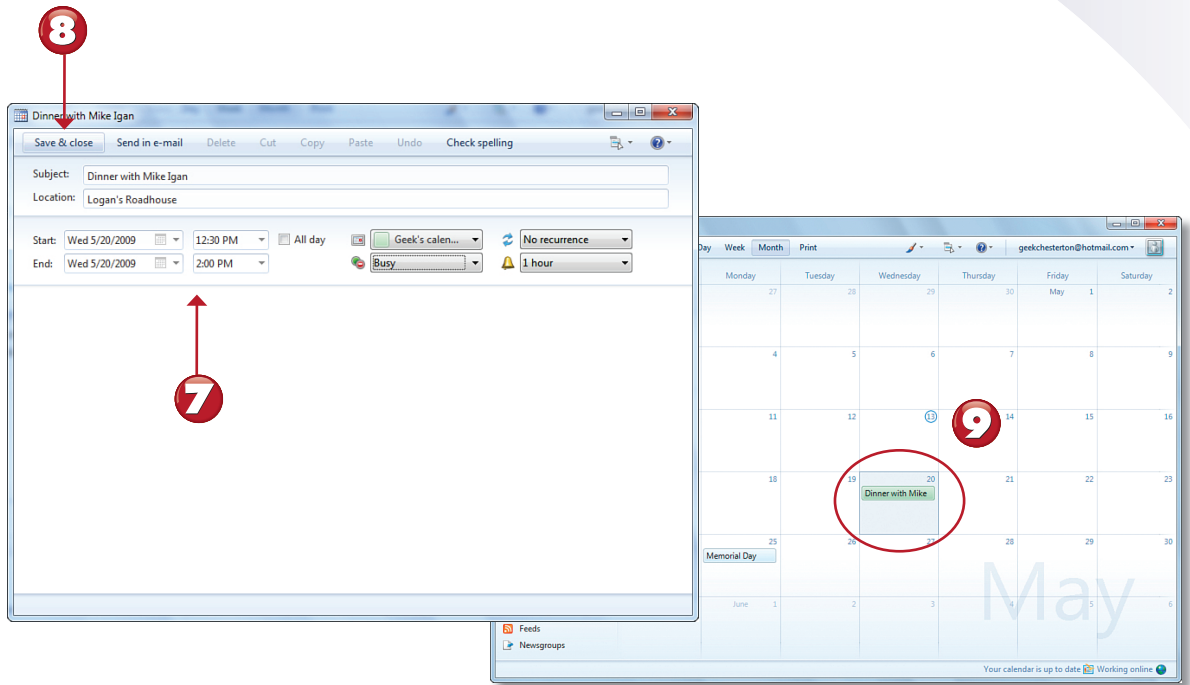 8
Dinner with Mike Igan
Save & close Send in e-mail Delete Cut Copy Paste Undo Check spelling
Subject: Dinner with Mike Igan
Location: Logan's Roadhouse
Start: Wed 5/20/2009 12:30 PM All day Geek's calen... No recurrence
End: Wed 5/20/2009 2:00 PM Busy 1 hour
7
Day Week Month Print geekchesterton@hotmail.com
Monday Tuesday Wednesday Thursday Friday Saturday
27 28 29 30 May 1 2
4 5 6 7 8 9
11 12 13 14 15 16
9
18 19 20 21 22 23
Dinner with Mike
25 26 27 28 29 30
Memorial Day
May
June 1 2 3 4 5 6
Feeds
Newsgroups
Your calendar is up to date Working online